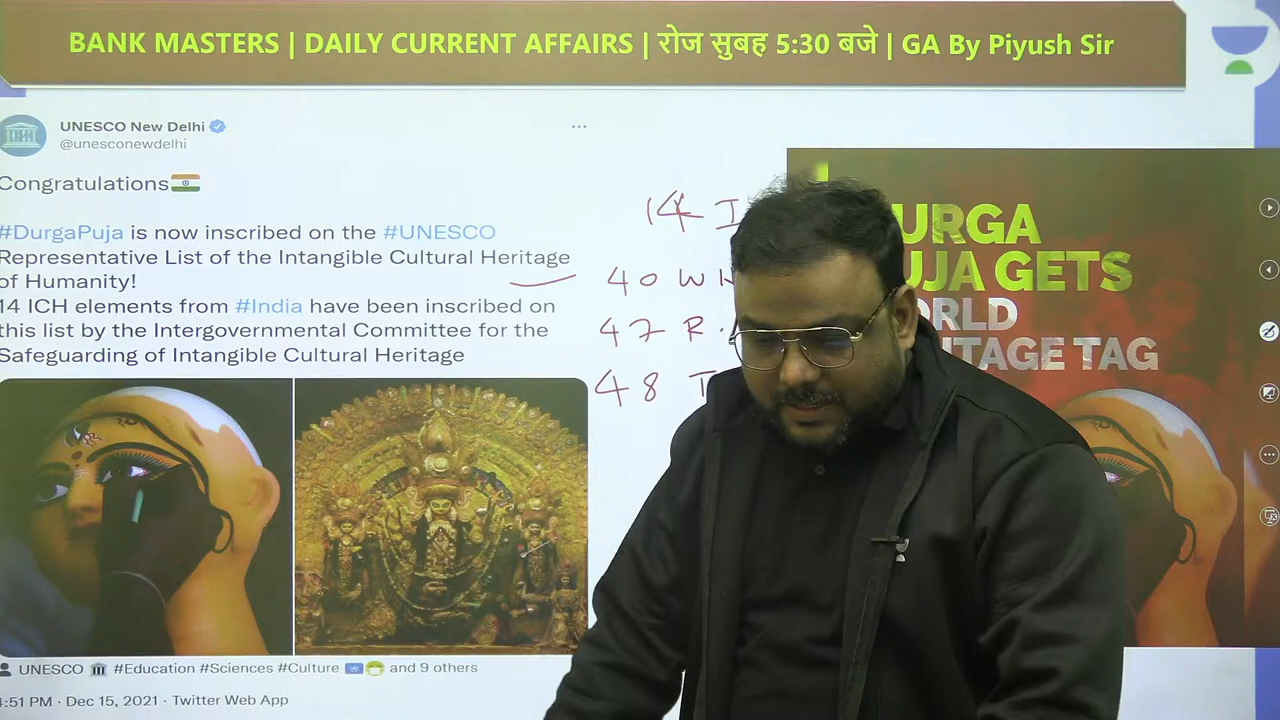 BANK MASTERS | DAILY CURRENT AFFAIRS | रोज सुबह 5:30 बजे | GA By Piyush Sir
UNESCO New Delhi
@unesconewdelhi
Congratulations
#DurgaPuja is now inscribed on the #UNESCO
Representative List of the Intangible Cultural Heritage
of Humanity!
14 ICH elements from #India have been inscribed on
this list by the Intergovernmental Committee for the
Safeguarding of Intangible Cultural Heritage
UNESCO #Education #Sciences #Culture and 9 others
:51 PM · Dec 15, 2021 · Twitter Web App
14 I
40 W
47 R.
48 T
URGA
UJA GETS
ORLD
ITAGE TAG